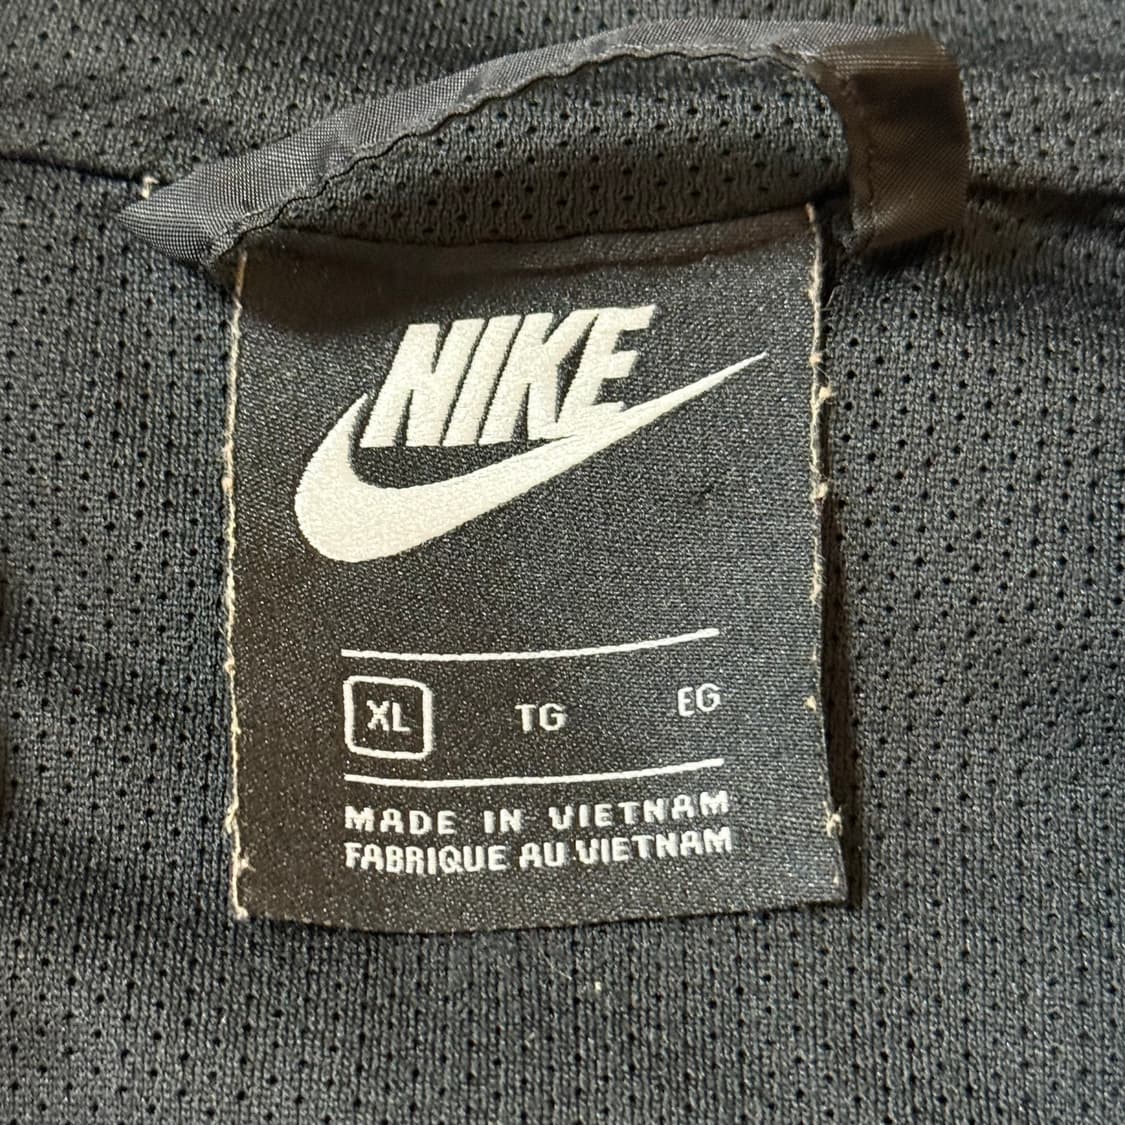 NIKE
XL TG EG
MADE IN VIETNAM
FABRIQUE AU VIETNAM